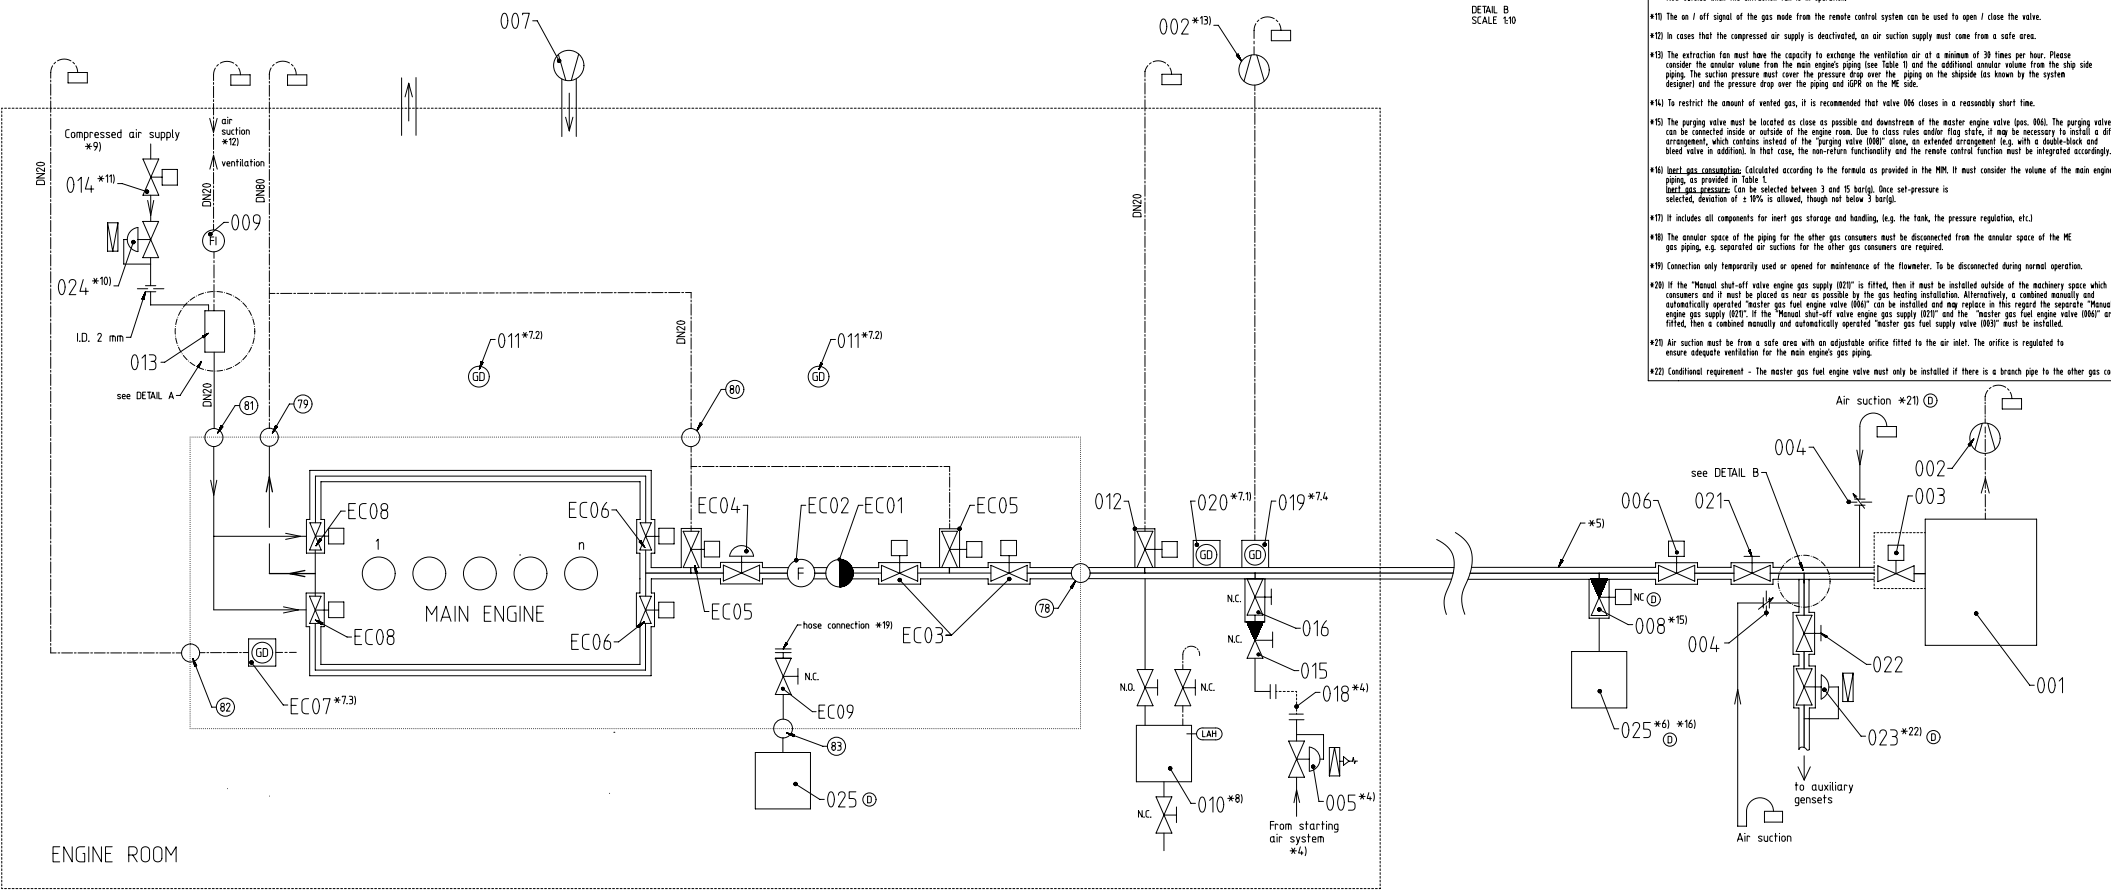 007
002 *13)
DETAIL B
SCALE 1:10
*11) The on / off signal of the gas mode from the remote control system can be used to open / close the valve.
*12) In cases that the compressed air supply is deactivated, an air suction supply must come from a safe area.
*13) The extraction fan must have the capacity to exchange the ventilation air at a minimum of 30 times per hour. Please
consider the annular volume from the main engine's piping (see Table 1) and the additional annular volume from the ship side
piping. The suction pressure must cover the pressure drop over the piping on the shipside (as known by the system
designer) and the pressure drop over the piping and iGPR on the ME side.
*14) To restrict the amount of vented gas, it is recommended that valve 006 closes in a reasonably short time.
*15) The purging valve must be located as close as possible and downstream of the master engine valve (pos. 006). The purging valve
can be connected inside or outside of the engine room. Due to class rules and/or flag state, it may be necessary to install a dif
arrangement, which contains instead of the "purging valve (008)" alone, an extended arrangement (e.g. with a double-block and
bleed valve in addition). In that case, the non-return functionality and the remote control function must be integrated accordingly.
*16) Inert gas consumption: Calculated according to the formula as provided in the MIM. It must consider the volume of the main engine
piping, as provided in Table 1.
Inert gas pressure: Can be selected between 3 and 15 bar(g). Once set-pressure is
selected, deviation of ± 10% is allowed, though not below 3 bar(g).
*17) It includes all components for inert gas storage and handling, (e.g. the tank, the pressure regulation, etc.)
*18) The annular space of the piping for the other gas consumers must be disconnected from the annular space of the ME
gas piping, e.g. separated air suctions for the other gas consumers are required.
*19) Connection only temporarily used or opened for maintenance of the flowmeter. To be disconnected during normal operation.
*20) If the "Manual shut-off valve engine gas supply (021)" is fitted, then it must be installed outside of the machinery space which
consumers and it must be placed as near as possible by the gas heating installation. Alternatively, a combined manually and
automatically operated "master gas fuel engine valve (006)" can be installed and may replace in this regard the separate "Manual
engine gas supply (021)". If the "Manual shut-off valve engine gas supply (021)" and the "master gas fuel engine valve (006)" ar
fitted, then a combined manually and automatically operated "master gas fuel supply valve (003)" must be installed.
*21) Air suction must be from a safe area with an adjustable orifice fitted to the air inlet. The orifice is regulated to
ensure adequate ventilation for the main engine's gas piping.
*22) Conditional requirement - The master gas fuel engine valve must only be installed if there is a branch pipe to the other gas co
Compressed air supply
*9)
air
suction
*12)
ventilation
DN20
DN20
DN80
DN20
014 *11)
009
FI
024 *10)
I.D. 2 mm
013
see DETAIL A
DN20
DN20
011 *7.2)
GD
011 *7.2)
GD
81
79
80
Air suction *21) D
004
002
see DETAIL B
003
EC08
EC06
EC04
EC02
EC01
EC05
012
020 *7.1)
019 *7.4
*5)
006
021
1
n
F
GD
GD
MAIN ENGINE
EC08
EC06
EC05
EC03
78
N.C.
016
N.C.
015
NC D
008 *15)
004
022
001
hose connection *19)
N.C.
EC09
83
025 D
GD
82
EC07 *7.3)
N.O.
N.C.
LAH
018 *4)
025 *6) *16)
D
023 *22) D
010 *8)
N.C.
005 *4)
From starting
air system
*4)
to auxiliary
gensets
Air suction
ENGINE ROOM